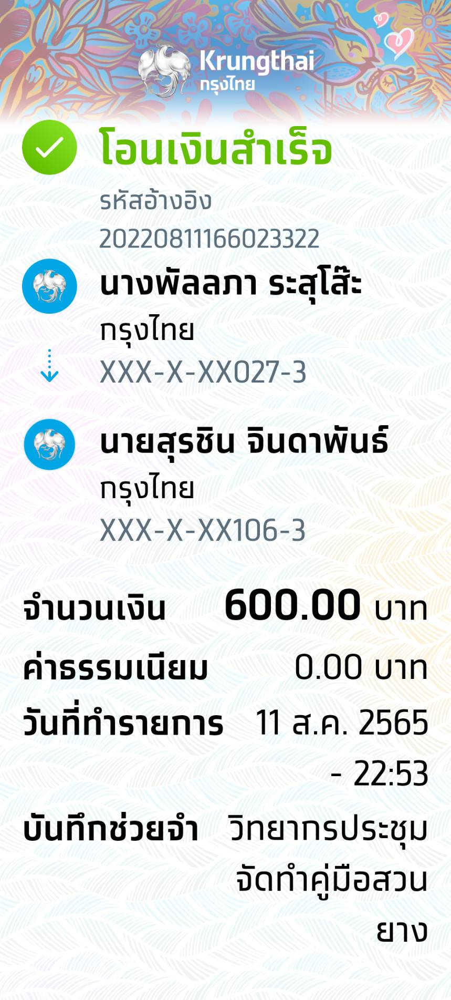 Krungthai
กรุงไทย
โอนเงินสำเร็จ
รหัสอ้างอิง
20220811166023322
นางพัลลภา ระสุโส๊ะ
กรุงไทย
XXX-X-XX027-3
นายสุรชิน จินดาพันธ์
กรุงไทย
XXX-X-XX106-3
จำนวนเงิน 600.00 บาท
ค่าธรรมเนียม 0.00 บาท
วันที่ทำรายการ 11 ส.ค. 2565
- 22:53
บันทึกช่วยจำ วิทยากรประชุม
จัดทำคู่มือสวน
ยาง